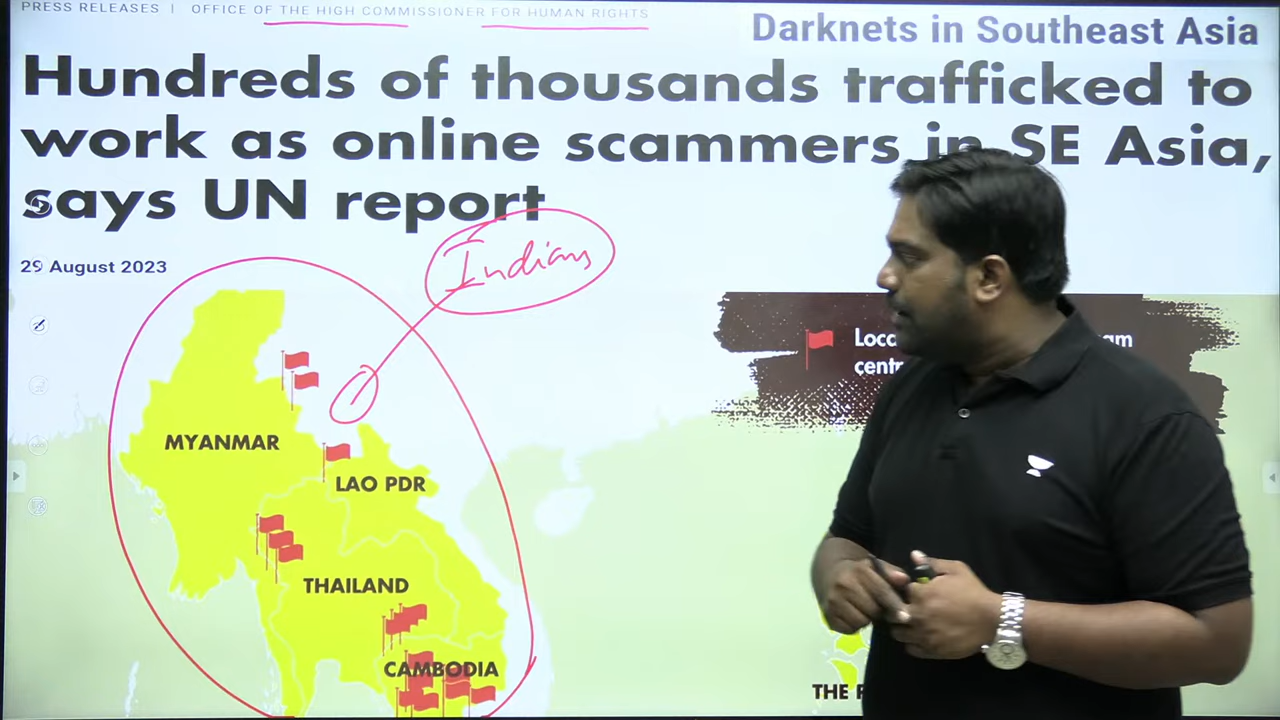 PRESS RELEASES | OFFICE OF THE HIGH COMMISSIONER FOR HUMAN RIGHTS
Darknets in Southeast Asia
Hundreds of thousands trafficked to
work as online scammers in SE Asia,
says UN report
29 August 2023
Indians
MYANMAR
LAO PDR
THAILAND
CAMBODIA
THE